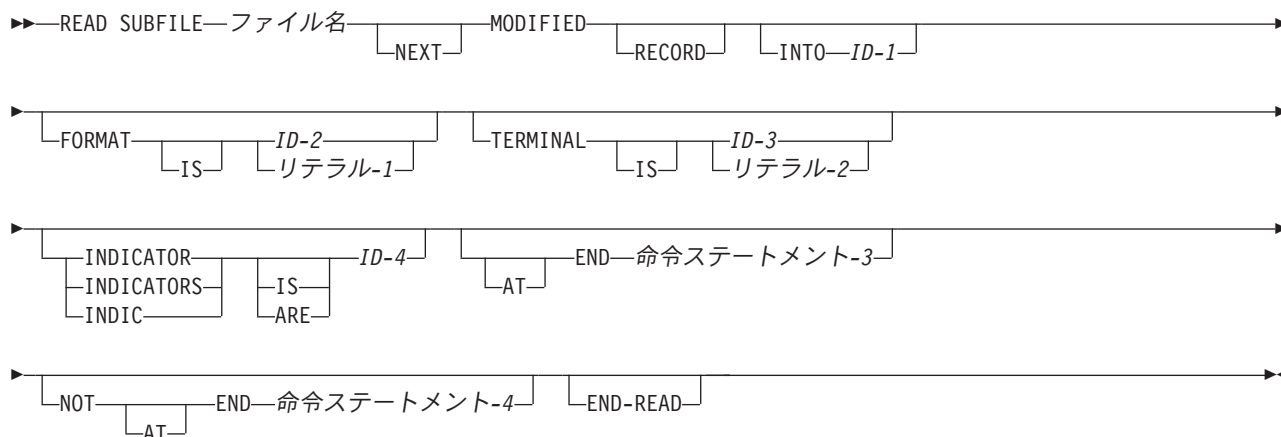 READ SUBFILE ファイル名 NEXT MODIFIED RECORD INTO ID-1
FORMAT IS ID-2 リテラル-1 TERMINAL IS ID-3 リテラル-2
INDICATOR INDICATORS INDIC IS ARE ID-4 AT END 命令ステートメント-3
NOT AT END 命令ステートメント-4 END-READ